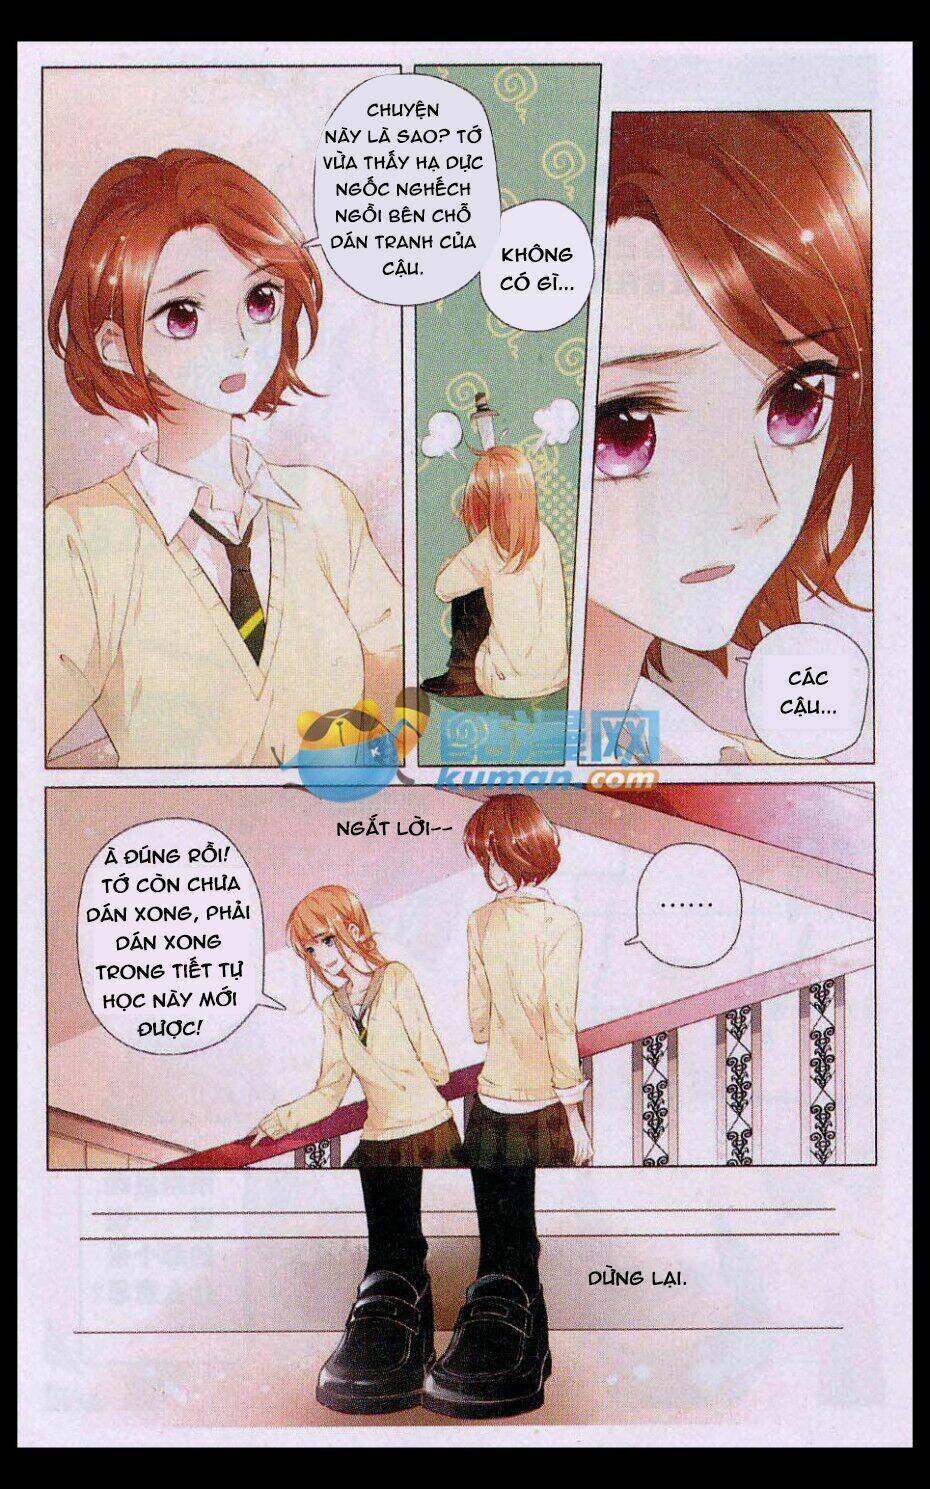 CHUYỆN
NÀY LÀ SAO? TỚ
VỪA THẤY HẠ DỰC
NGỐC NGHẾCH
NGỒI BÊN CHỖ
DÁN TRANH CỦA
CẬU.
KHÔNG
CÓ GÌ...
CÁC
CẬU...
漫网
kuman.com
NGẮT LỜI--
À ĐÚNG RỒI!
TỚ CÒN CHƯA
DÁN XONG, PHẢI
DÁN XONG
TRONG TIẾT TỰ
HỌC NÀY MỚI
ĐƯỢC!
......
DỪNG LẠI.